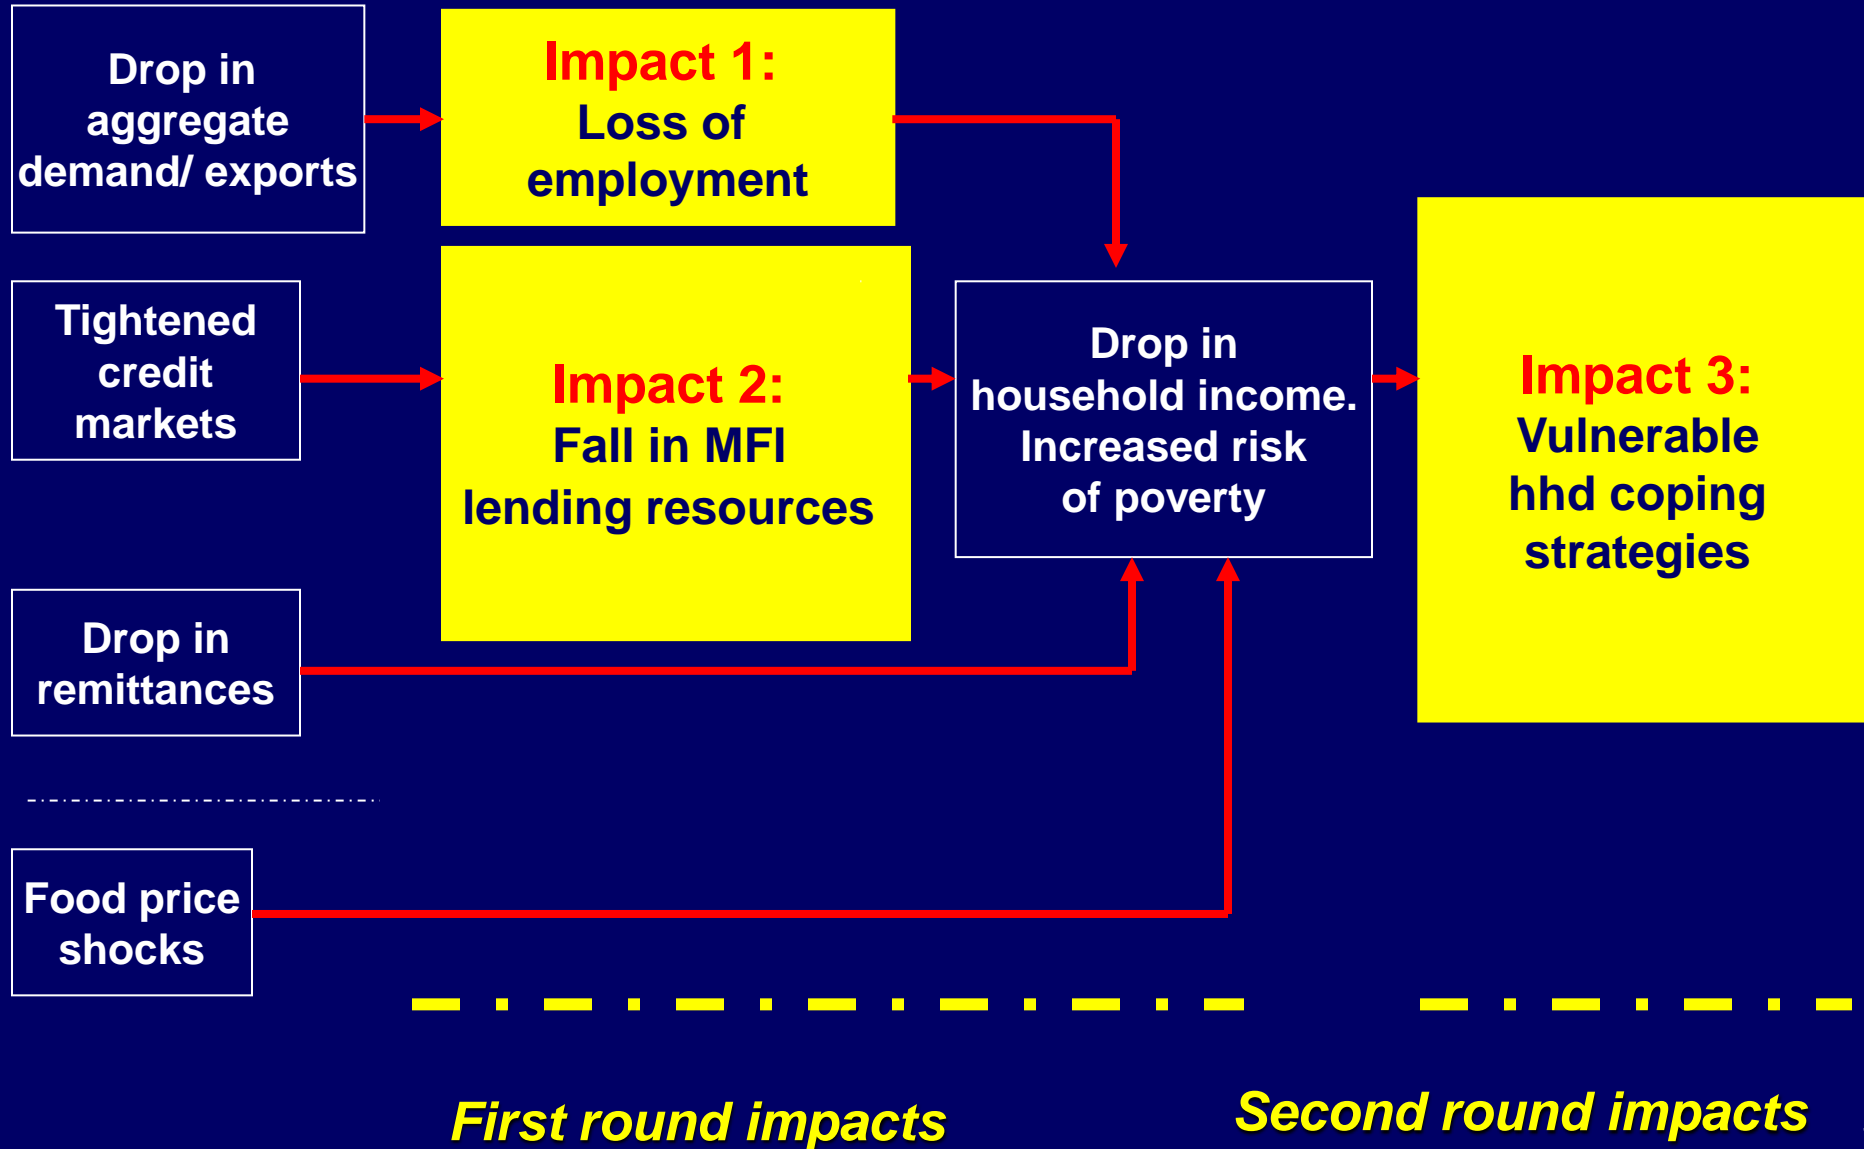 Drop in
aggregate
demand/ exports
Impact 1:
Loss of
employment
Tightened
credit
markets
Impact 2:
Fall in MFI
lending resources
Drop in
household income.
Increased risk
of poverty
Impact 3:
Vulnerable
hhd coping
strategies
Drop in
remittances
Food price
shocks
First round impacts
Second round impacts